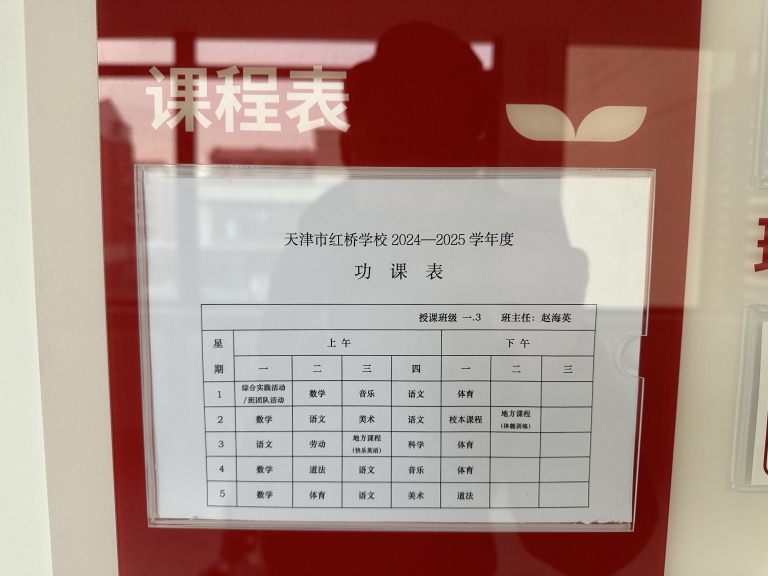 课程表
天津市红桥学校 2024—2025 学年度
功 课 表
授课班级 一.3 班主任：赵海英
星期 上 午 下 午
一 二 三 四 一 二 三
1 综合实践活动/班团队活动 数学 音乐 语文 体育
2 数学 语文 美术 语文 校本课程 地方课程（体能训练）
3 语文 劳动 地方课程（快乐英语） 科学 体育
4 数学 道法 语文 音乐 体育
5 数学 体育 语文 美术 道法